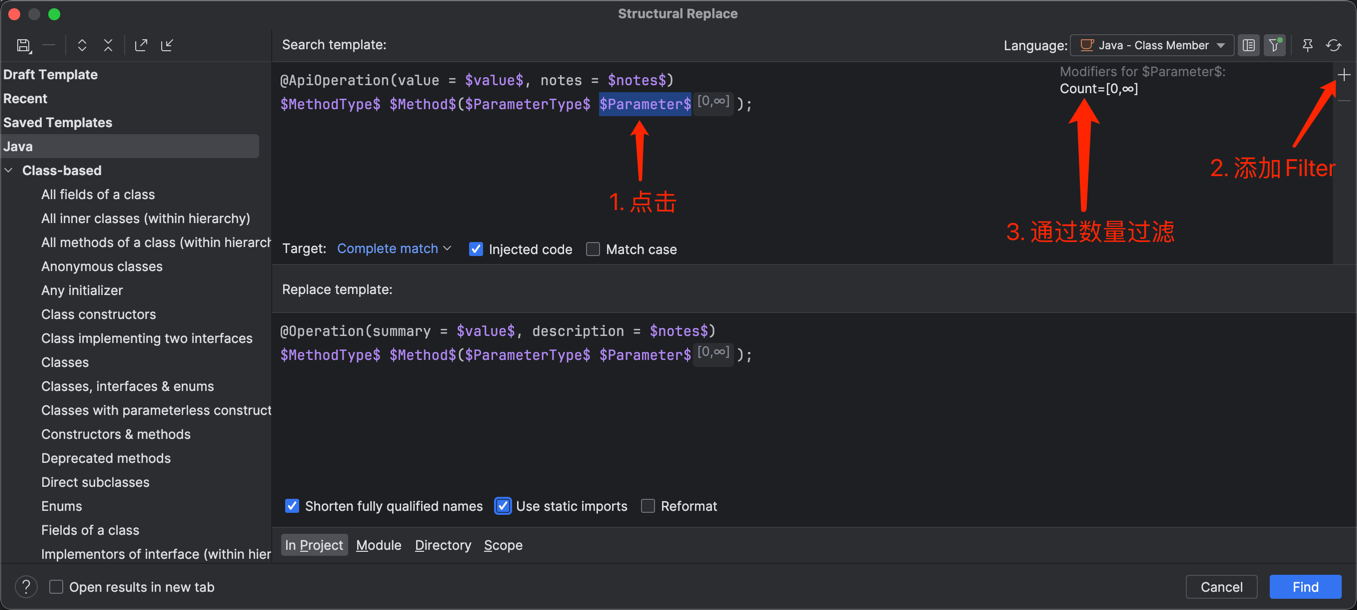 Structural Replace
Search template:
Language: Java - Class Member
Draft Template
Recent
Saved Templates
Java
Class-based
All fields of a class
All inner classes (within hierarchy)
All methods of a class (within hierarch
Anonymous classes
Any initializer
Class constructors
Class implementing two interfaces
Classes
Classes, interfaces & enums
Classes with parameterless construct
Constructors & methods
Deprecated methods
Direct subclasses
Enums
Fields of a class
Implementors of interface (within hier
@ApiOperation(value = $value$, notes = $notes$)
$MethodType$ $Method$($ParameterType$ $Parameter$ [0,∞] );
Modifiers for $Parameter$:
Count=[0,∞]
1. 点击
2. 添加Filter
3. 通过数量过滤
Target: Complete match Injected code Match case
Replace template:
@Operation(summary = $value$, description = $notes$)
$MethodType$ $Method$($ParameterType$ $Parameter$ [0,∞] );
Shorten fully qualified names Use static imports Reformat
In Project Module Directory Scope
? Open results in new tab
Cancel Find